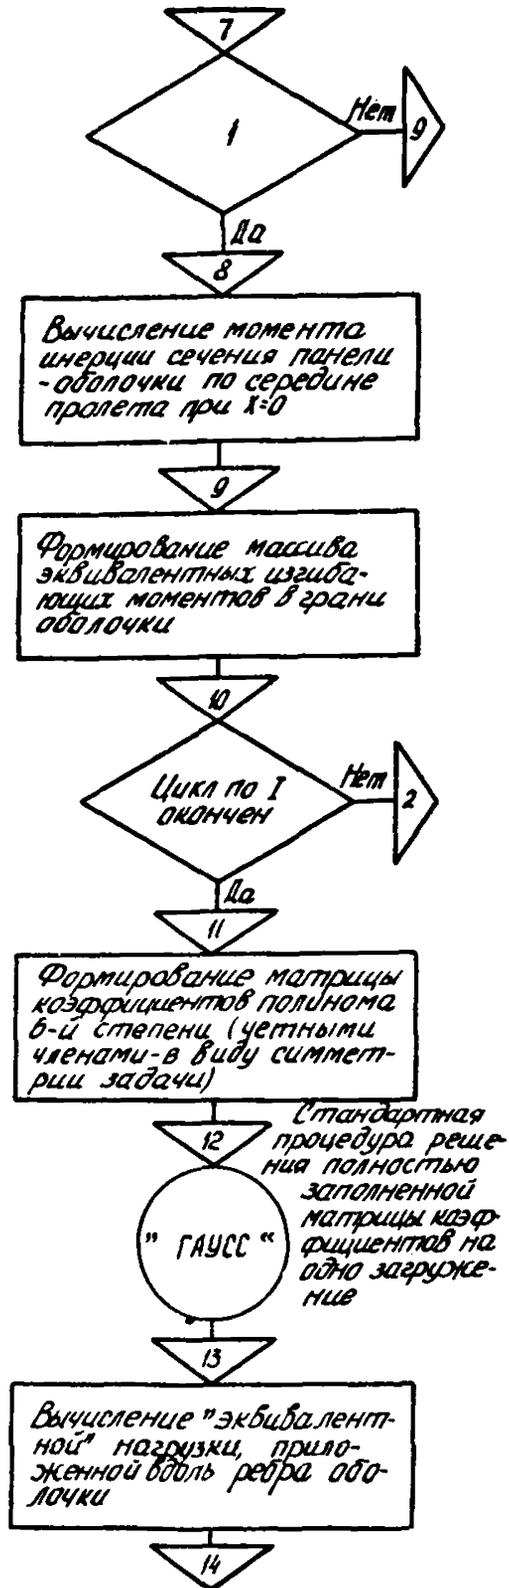 7
1
Нет
9
Да
8
Вычисление момента
инерции сечения панели
-оболочки по середине
пролета при X=0
9
Формирование массива
эквивалентных изгиба-
ющих моментов в грани
оболочки
10
Цикл по I
окончен
Нет
2
Да
11
Формирование матрицы
коэффициентов полинома
6-й степени (четными
членами-в виду симмет-
рии задачи)
12
Стандартная
процедура реше-
ния полностью
заполненной
матрицы коэф-
фициентов на
одно загруже-
ние
" ГАУСС "
13
Вычисление "эквивалент-
ной" нагрузки, прило-
женной вдоль ребра обо-
лочки
14